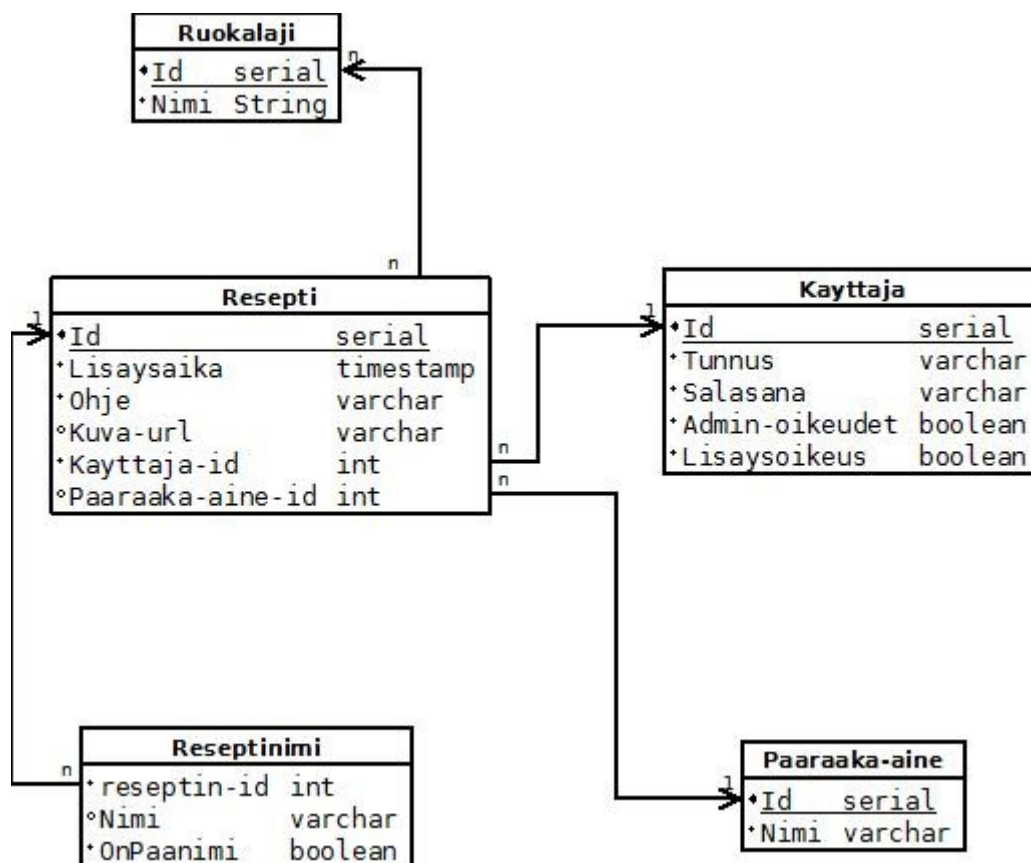 Ruokalaji
n
Id serial
Nimi String
n
Resepti
1
Id serial
Lisaysaika timestamp
Ohje varchar
Kuva-url varchar
Kayttaja-id int
Paaraaka-aine-id int
n
n
Kayttaja
1
Id serial
Tunnus varchar
Salasana varchar
Admin-oikeudet boolean
Lisaysoikeus boolean
Reseptinimi
n
reseptin-id int
Nimi varchar
OnPaanimi boolean
Paaraaka-aine
1
Id serial
Nimi varchar